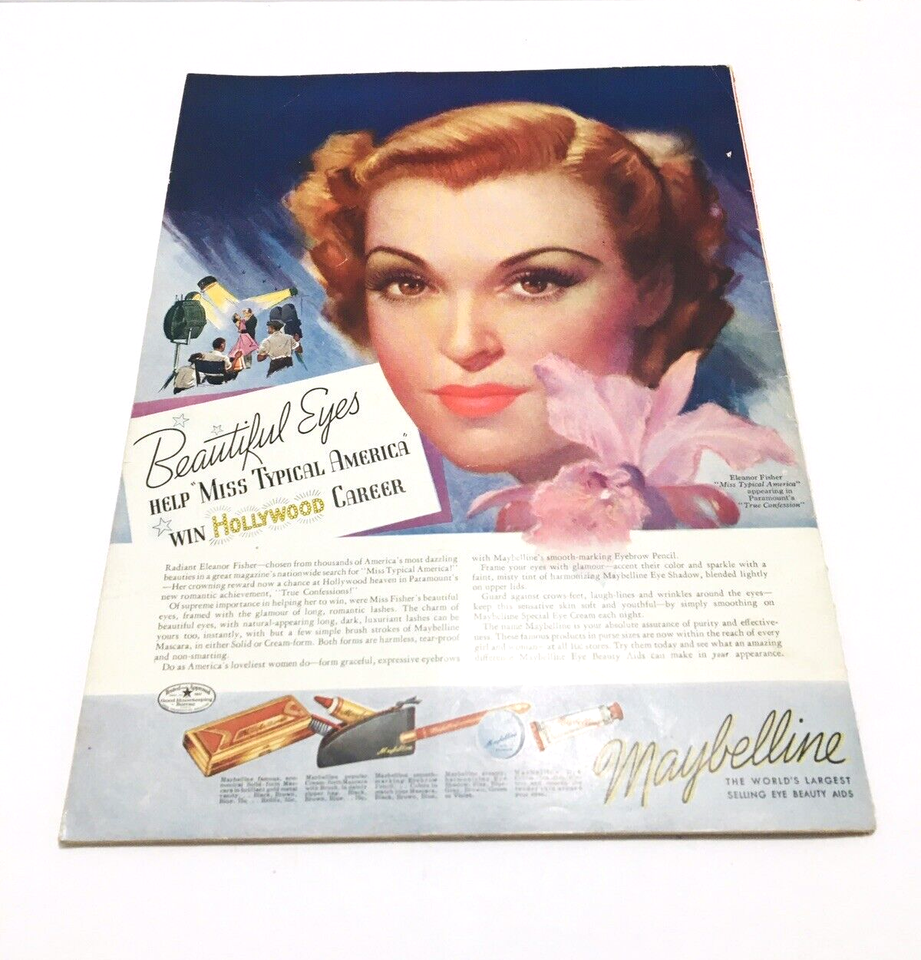 Beautiful Eyes
HELP "MISS TYPICAL AMERICA"
WIN HOLLYWOOD CAREER
Eleanor Fisher
"Miss Typical America"
appearing in
Paramount's
"True Confession"
Radiant Eleanor Fisher—chosen from thousands of America's most dazzling
beauties in a great magazine's nationwide search for "Miss Typical America!"
—Her crowning reward now a chance at Hollywood heaven in Paramount's
new romantic achievement, "True Confessions!"
Of supreme importance in helping her to win, were Miss Fisher's beautiful
eyes, framed with the glamour of long, romantic lashes. The charm of
beautiful eyes, with natural-appearing long, dark, luxuriant lashes can be
yours too, instantly, with but a few simple brush strokes of Maybelline
Mascara, in either Solid or Cream-form. Both forms are harmless, tear-proof
and non-smarting.
Do as America's loveliest women do—form graceful, expressive eyebrows
with Maybelline's smooth-marking Eyebrow Pencil.
Frame your eyes with glamour—accent their color and sparkle with a
faint, misty tint of harmonizing Maybelline Eye Shadow, blended lightly
on upper lids.
Guard against crows-feet, laugh-lines and wrinkles around the eyes—
keep this sensitive skin soft and youthful—by simply smoothing on
Maybelline Special Eye Cream each night.
The name Maybelline is your absolute assurance of purity and effective-
ness. These famous products in purse sizes are now within the reach of every
girl and woman at all 10c stores. Try them today and see what an amazing
Maybelline Eye Beauty Aids can make in your appearance.
Good Housekeeping
Bureau
Maybelline
Maybelline
THE WORLD'S LARGEST
SELLING EYE BEAUTY AIDS